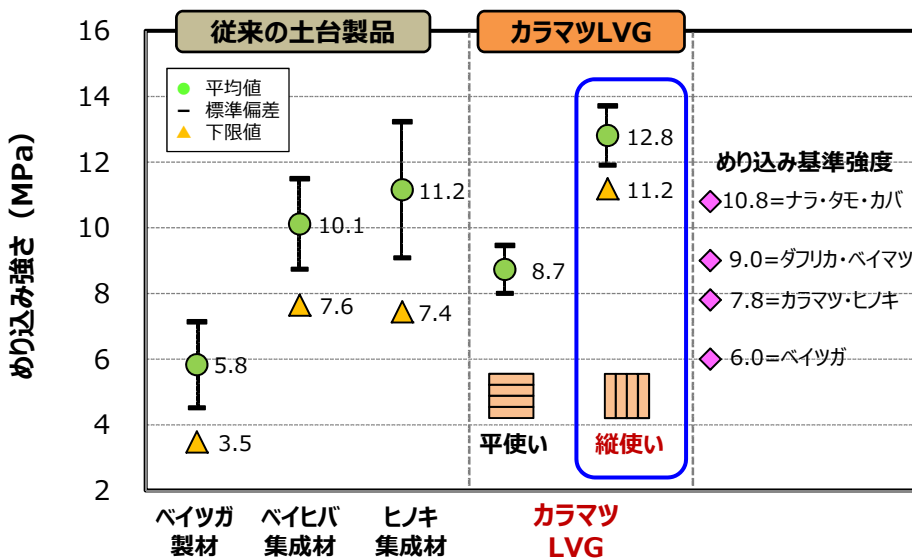 従来の土台製品
カラマツLVG
めり込み強さ（MPa）
16
14
12
10
8
6
4
2
平均値
標準偏差
下限値
5.8
3.5
10.1
7.6
11.2
7.4
8.7
12.8
11.2
平使い
縦使い
めり込み基準強度
10.8=ナラ・タモ・カバ
9.0=ダフリカ・ベイマツ
7.8=カラマツ・ヒノキ
6.0=ベイツガ
ベイツガ
製材
ベイヒバ
集成材
ヒノキ
集成材
カラマツ
LVG